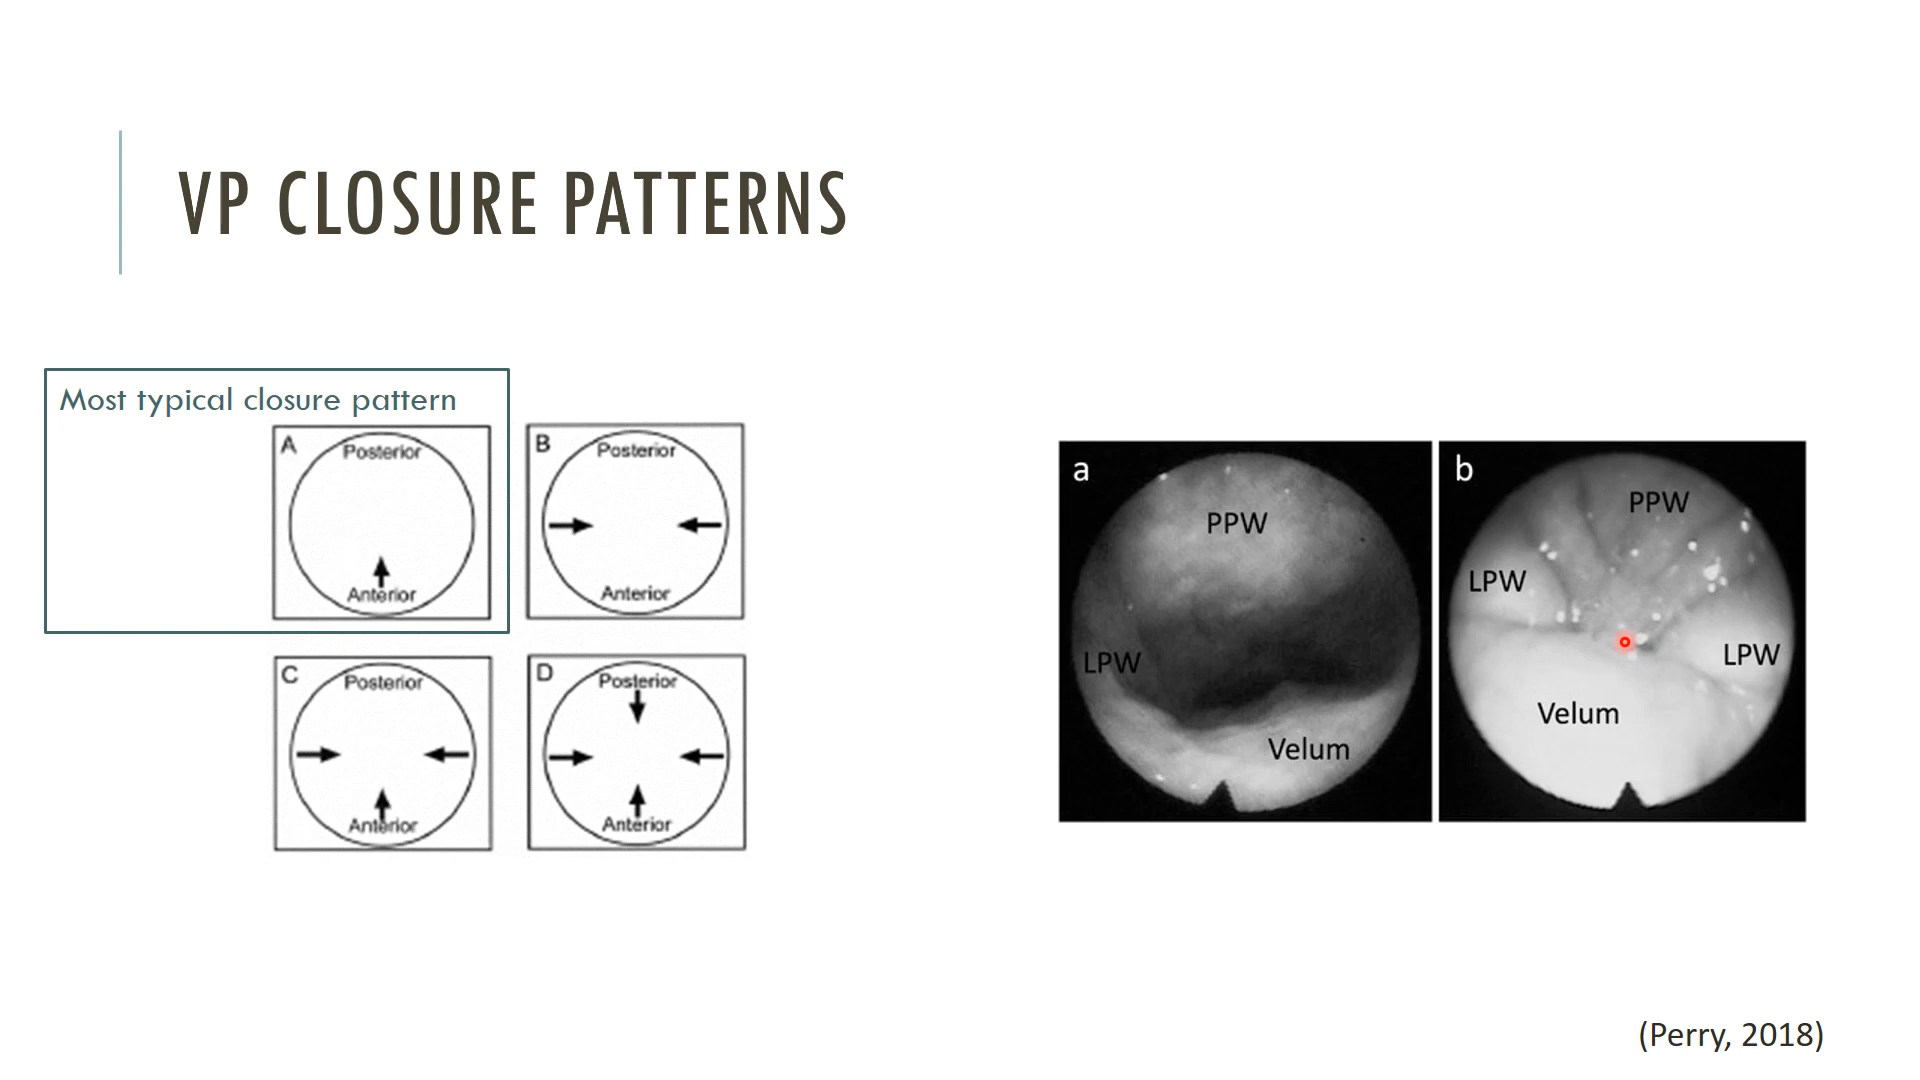 VP CLOSURE PATTERNS
Most typical closure pattern
A
Posterior
Anterior
B
Posterior
Anterior
C
Posterior
Anterior
D
Posterior
Anterior
a
PPW
LPW
Velum
b
PPW
LPW
LPW
Velum
(Perry, 2018)